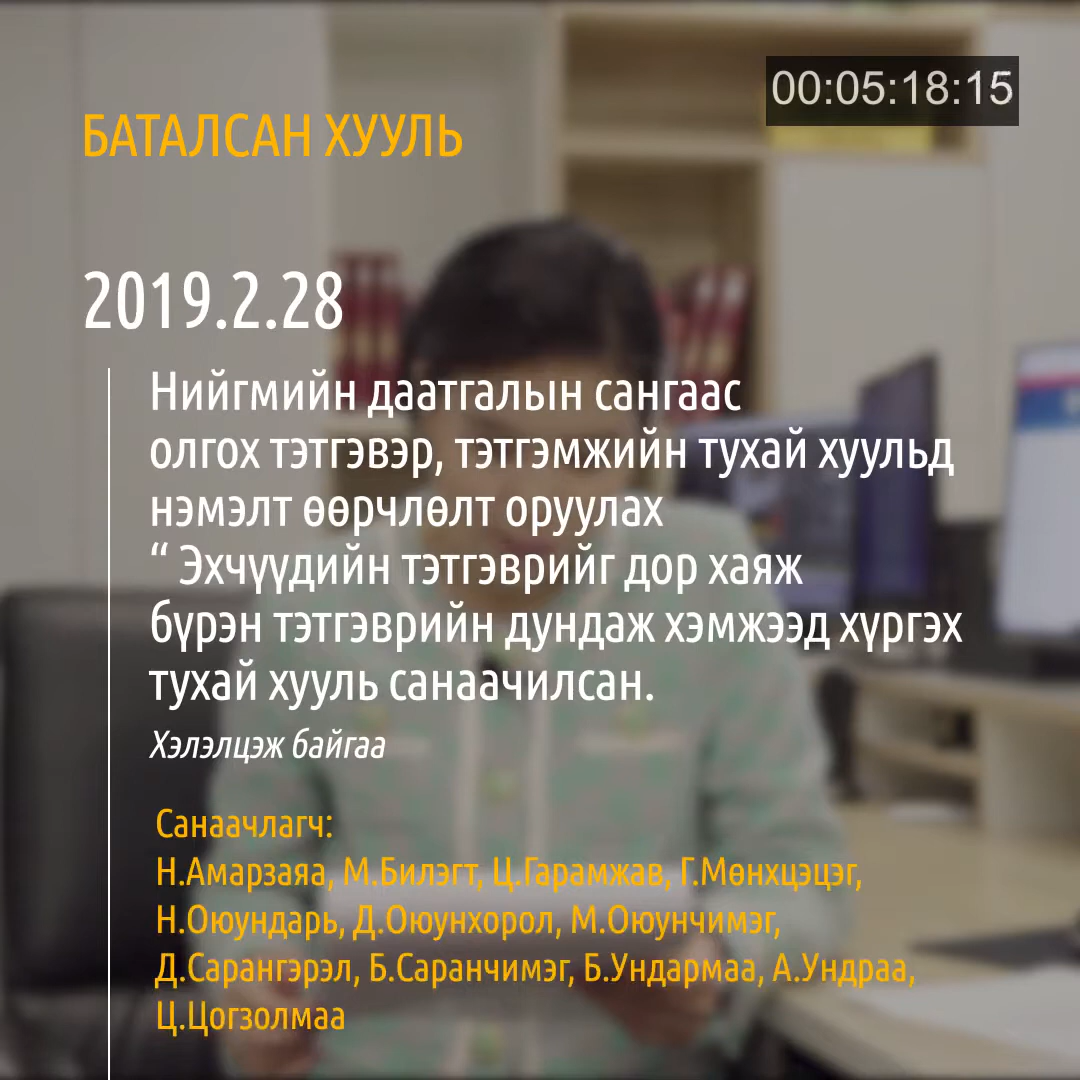 00:05:18:15
БАТАЛСАН ХУУЛЬ
2019.2.28
Нийгмийн даатгалын сангаас
олгох тэтгэвэр, тэтгэмжийн тухай хуульд
нэмэлт өөрчлөлт оруулах
“ Эхчүүдийн тэтгэврийг дор хаяж
бүрэн тэтгэврийн дундаж хэмжээд хүргэх
тухай хууль санаачилсан.
Хэлэлцэж байгаа
Санаачлагч:
Н.Амарзаяа, М.Билэгт, Ц.Гарамжав, Г.Мөнхцэцэг,
Н.Оюундарь, Д.Оюунхорол, М.Оюунчимэг,
Д.Сарангэрэл, Б.Саранчимэг, Б.Ундармаа, А.Ундраа,
Ц.Цогзолмаа